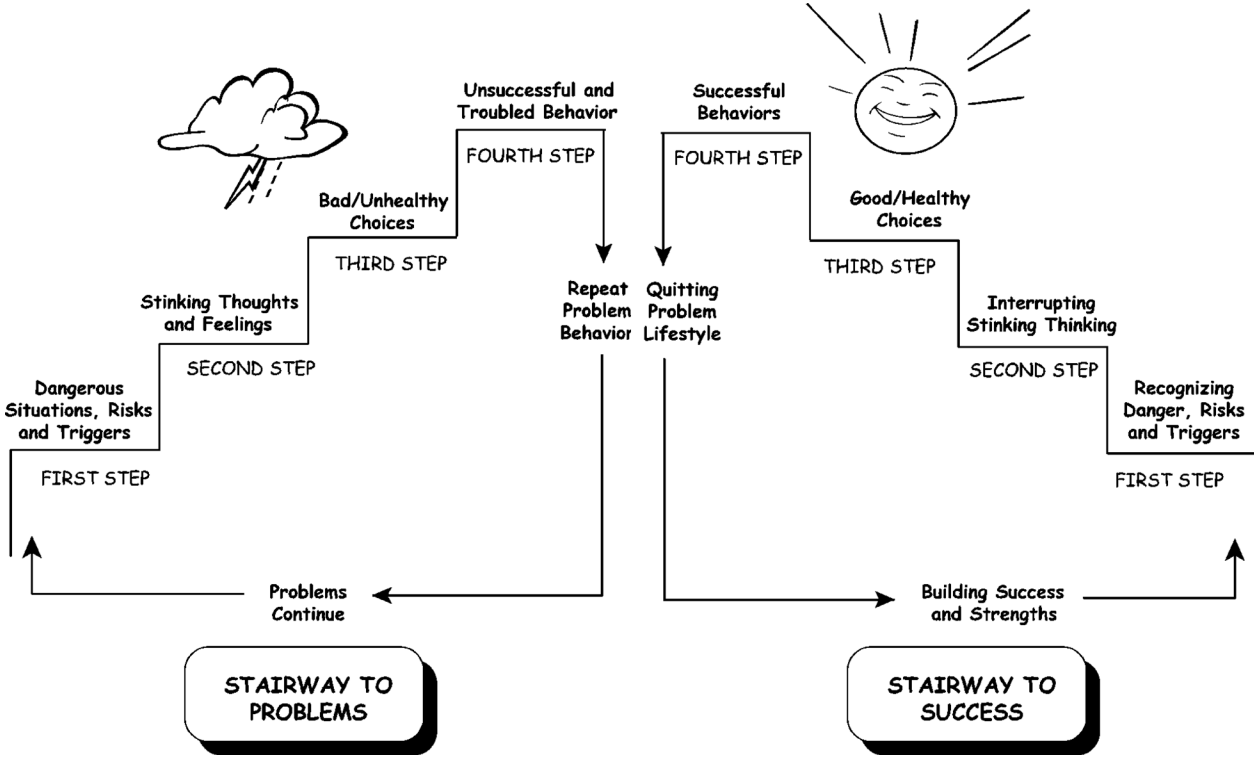 Unsuccessful and
Troubled Behavior
FOURTH STEP
Bad/Unhealthy
Choices
THIRD STEP
Stinking Thoughts
and Feelings
SECOND STEP
Dangerous
Situations, Risks
and Triggers
FIRST STEP
Repeat
Problem
Behavior
Problems
Continue
STAIRWAY TO
PROBLEMS
Successful
Behaviors
FOURTH STEP
Good/Healthy
Choices
THIRD STEP
Interrupting
Stinking Thinking
SECOND STEP
Recognizing
Danger, Risks
and Triggers
FIRST STEP
Quitting
Problem
Lifestyle
Building Success
and Strengths
STAIRWAY TO
SUCCESS